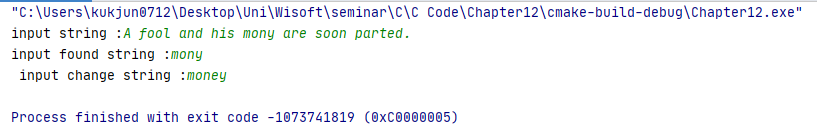 "C:\Users\kukjun0712\Desktop\Uni\Wisoft\seminar\C\C Code\Chapter12\cmake-build-debug\Chapter12.exe"
input string :A fool and his mony are soon parted.
input found string :mony
 input change string :money
Process finished with exit code -1073741819 (0xC0000005)